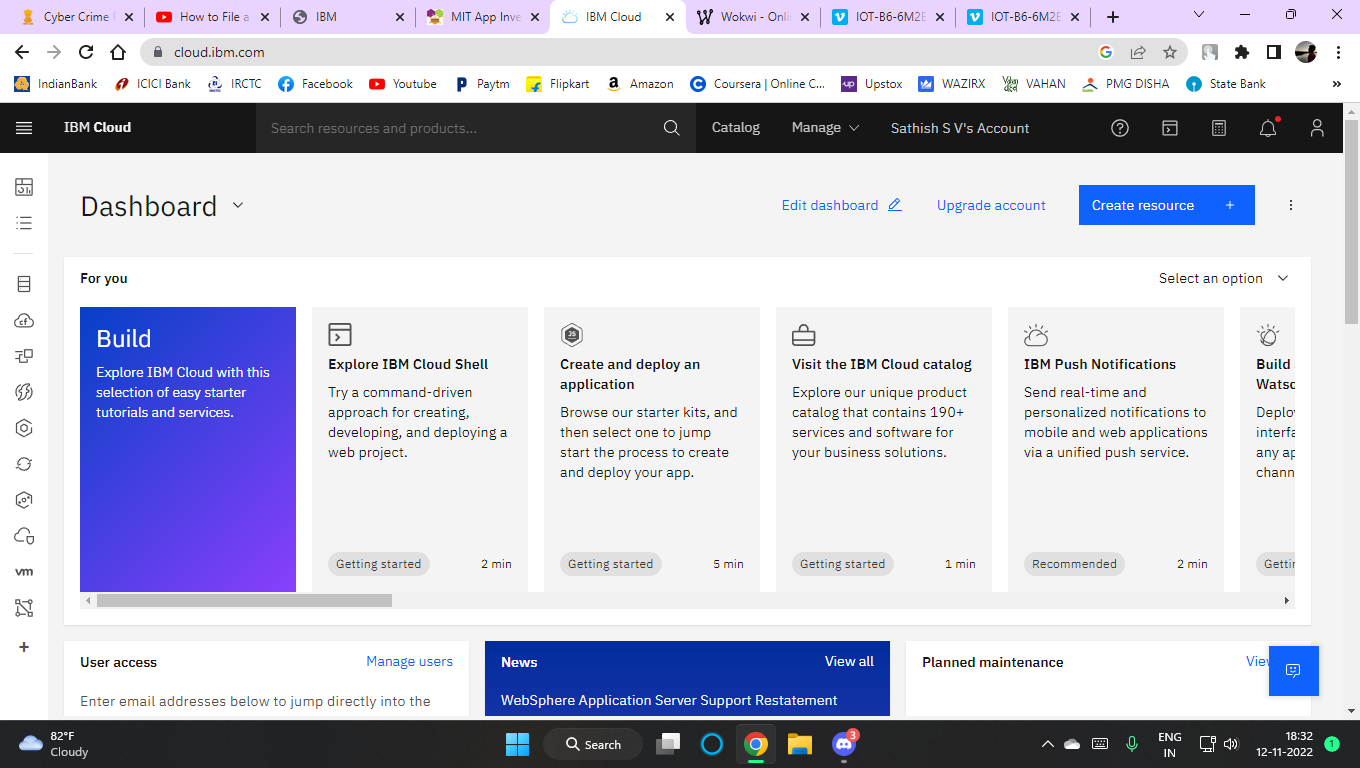 Cyber Crime
How to File a
IBM
MIT App Inve
IBM Cloud
Wokwi - Onli
IOT-B6-6M2E
IOT-B6-6M2E
cloud.ibm.com
IndianBank
ICICI Bank
IRCTC
Facebook
Youtube
Paytm
Flipkart
Amazon
Coursera | Online C...
Upstox
WAZIRX
VAHAN
PMG DISHA
State Bank
»
IBM Cloud
Search resources and products...
Catalog
Manage
Sathish S V's Account
Dashboard
Edit dashboard
Upgrade account
Create resource +
For you
Select an option
Build
Explore IBM Cloud with this
selection of easy starter
tutorials and services.
Explore IBM Cloud Shell
Try a command-driven
approach for creating,
developing, and deploying a
web project.
Getting started
2 min
JS
Create and deploy an
application
Browse our starter kits, and
then select one to jump
start the process to create
and deploy your app.
Getting started
5 min
Visit the IBM Cloud catalog
Explore our unique product
catalog that contains 190+
services and software for
your business solutions.
Getting started
1 min
IBM Push Notifications
Send real-time and
personalized notifications to
mobile and web applications
via a unified push service.
Recommended
2 min
Build
Watso
Deploy
interfa
any ap
chann
Gettin
cf
vm
User access
Manage users
Enter email addresses below to jump directly into the
News
View all
WebSphere Application Server Support Restatement
Planned maintenance
View
82°F
Cloudy
Search
3
ENG
IN
18:32
12-11-2022
1